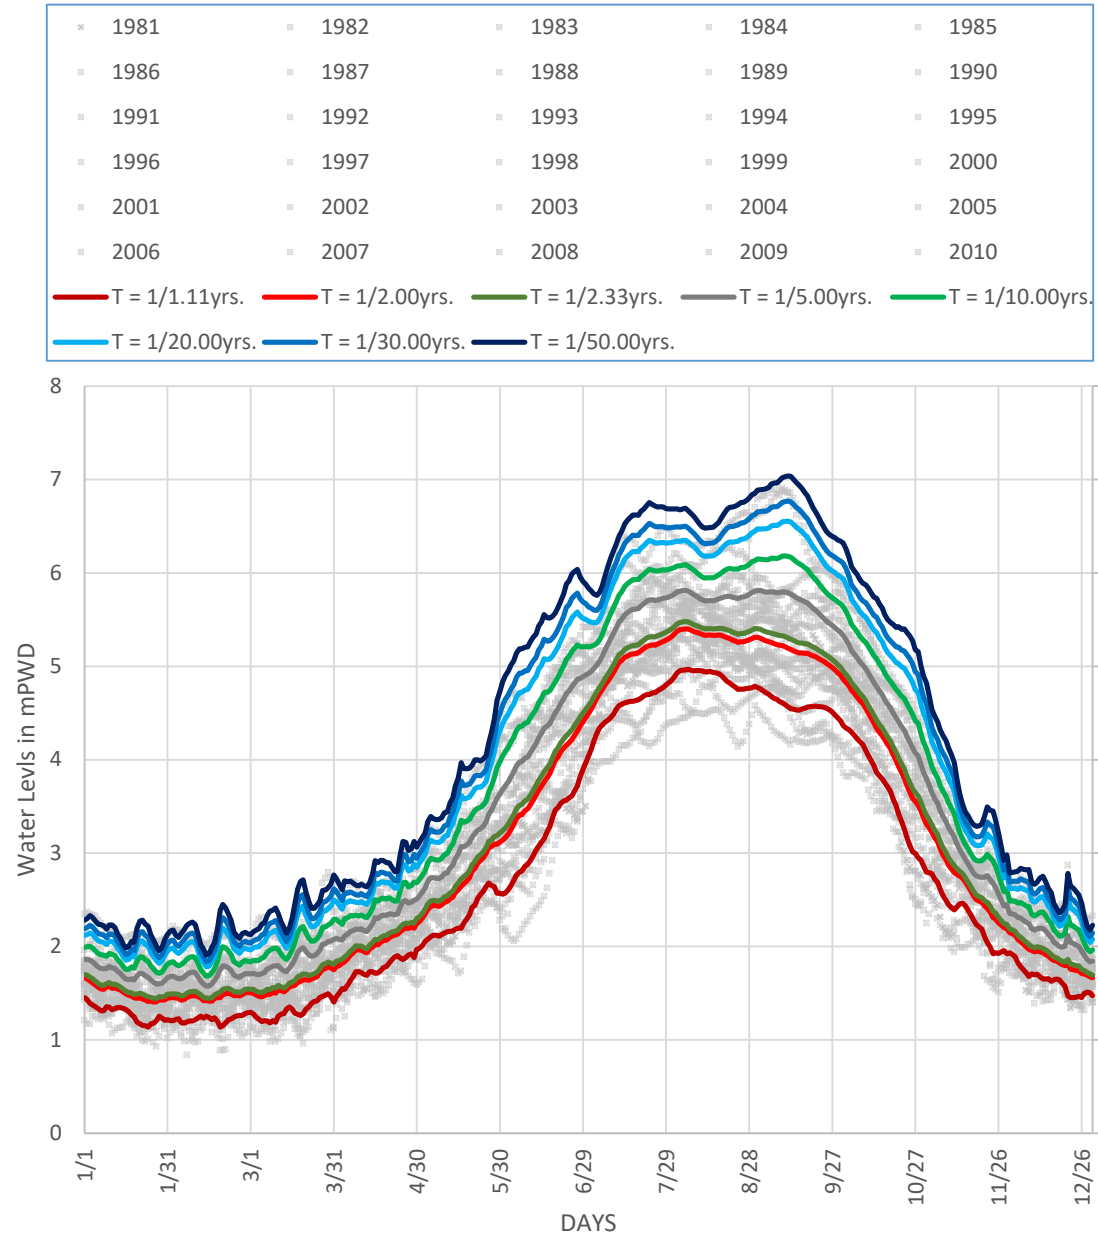 1981 1982 1983 1984 1985
1986 1987 1988 1989 1990
1991 1992 1993 1994 1995
1996 1997 1998 1999 2000
2001 2002 2003 2004 2005
2006 2007 2008 2009 2010
T = 1/1.11yrs. T = 1/2.00yrs. T = 1/2.33yrs. T = 1/5.00yrs. T = 1/10.00yrs.
T = 1/20.00yrs. T = 1/30.00yrs. T = 1/50.00yrs.
Water Levls in mPWD
8
7
6
5
4
3
2
1
0
1/1 1/31 3/1 3/31 4/30 5/30 6/29 7/29 8/28 9/27 10/27 11/26 12/26
DAYS